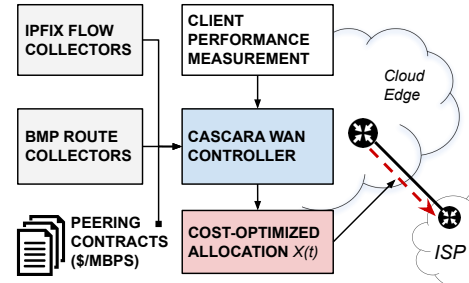 IPFIX FLOW
COLLECTORS
CLIENT
PERFORMANCE
MEASUREMENT
Cloud
Edge
BMP ROUTE
COLLECTORS
CASCARA WAN
CONTROLLER
PEERING
CONTRACTS
($/MBPS)
COST-OPTIMIZED
ALLOCATION X(t)
ISP